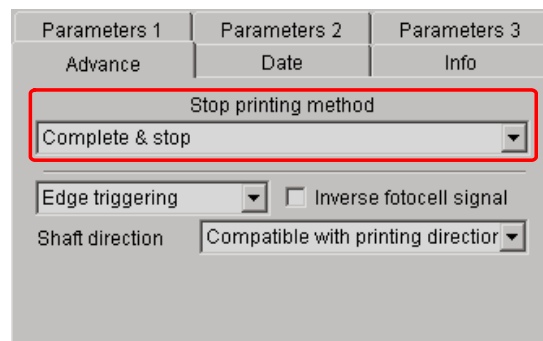 Parameters 1 Parameters 2 Parameters 3
Advance Date Info
Stop printing method
Complete & stop
Edge triggering Inverse fotocell signal
Shaft direction Compatible with printing direction